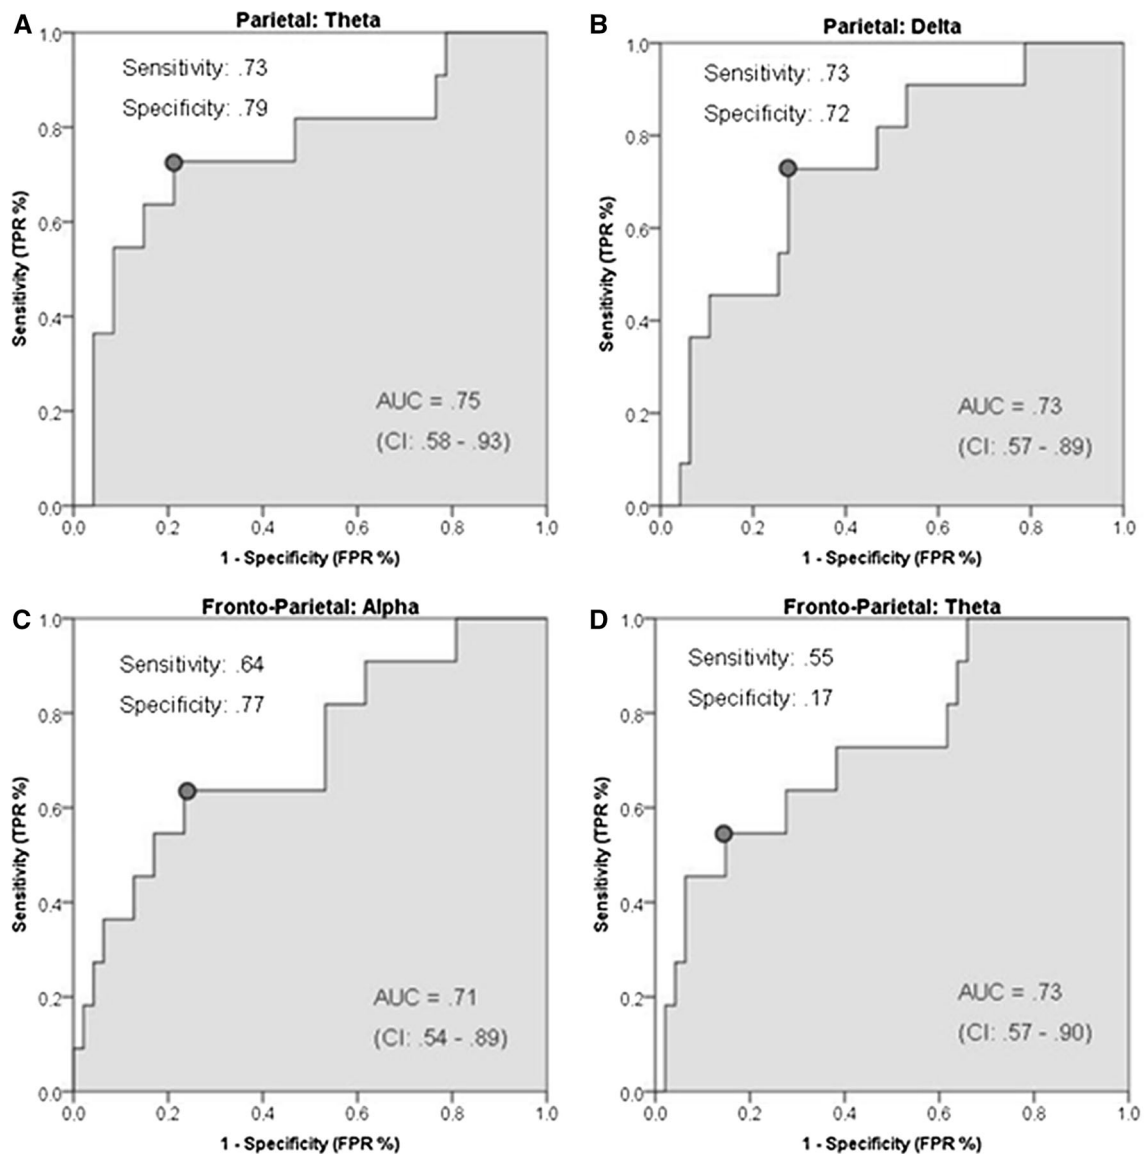 A
Parietal: Theta
Sensitivity: .73
Specificity: .79
AUC = .75
(CI: .58 - .93)
Sensitivity (TPR %)
1.0
0.8
0.6
0.4
0.2
0.0
0.0 0.2 0.4 0.6 0.8 1.0
1 - Specificity (FPR %)
B
Parietal: Delta
Sensitivity: .73
Specificity: .72
AUC = .73
(CI: .57 - .89)
Sensitivity (TPR %)
1.0
0.8
0.6
0.4
0.2
0.0
0.0 0.2 0.4 0.6 0.8 1.0
1 - Specificity (FPR %)
C
Fronto-Parietal: Alpha
Sensitivity: .64
Specificity: .77
AUC = .71
(CI: .54 - .89)
Sensitivity (TPR %)
1.0
0.8
0.6
0.4
0.2
0.0
0.0 0.2 0.4 0.6 0.8 1.0
1 - Specificity (FPR %)
D
Fronto-Parietal: Theta
Sensitivity: .55
Specificity: .17
AUC = .73
(CI: .57 - .90)
Sensitivity (TPR %)
1.0
0.8
0.6
0.4
0.2
0.0
0.0 0.2 0.4 0.6 0.8 1.0
1 - Specificity (FPR %)